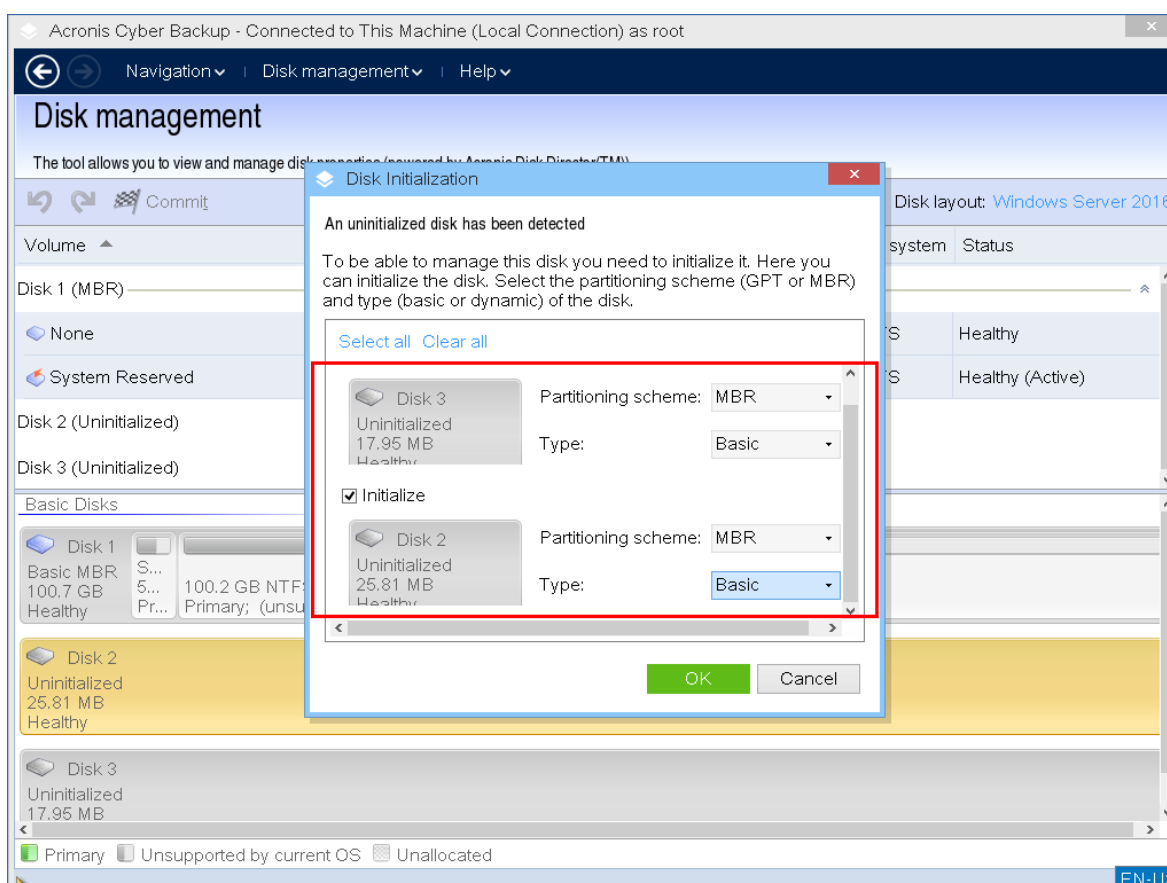 Acronis Cyber Backup - Connected to This Machine (Local Connection) as root
Navigation Disk management Help
Disk management
The tool allows you to view and manage disk properties (powered by Acronis Disk Director(TM))
Commit
Disk layout: Windows Server 2016
Volume
system Status
Disk 1 (MBR)
None
Healthy
System Reserved
Healthy (Active)
Disk 2 (Uninitialized)
Disk 3 (Uninitialized)
Disk Initialization
An uninitialized disk has been detected
To be able to manage this disk you need to initialize it. Here you
can initialize the disk. Select the partitioning scheme (GPT or MBR)
and type (basic or dynamic) of the disk.
Select all Clear all
Disk 3
Uninitialized
17.95 MB
Healthy
Partitioning scheme: MBR
Type: Basic
Initialize
Disk 2
Uninitialized
25.81 MB
Healthy
Partitioning scheme: MBR
Type: Basic
OK Cancel
Basic Disks
Disk 1
Basic MBR
100.7 GB
Healthy
S...
5...
Pr...
100.2 GB NTFS
Primary; (unsu
Disk 2
Uninitialized
25.81 MB
Healthy
Disk 3
Uninitialized
17.95 MB
Primary Unsupported by current OS Unallocated